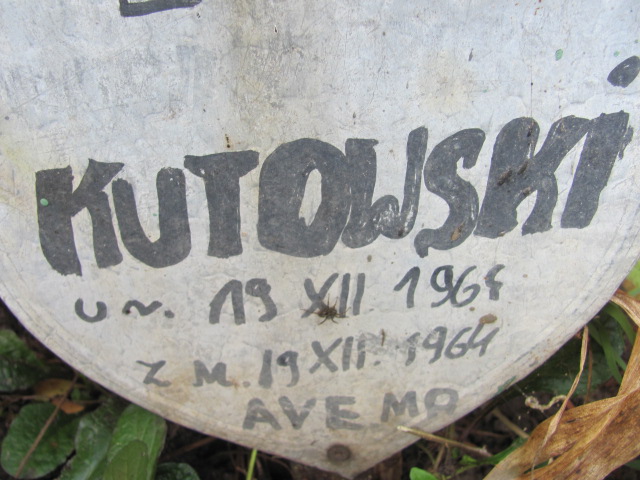 KUTOWSKi
UR. 19 XII 1964
ZM. 19 XII. 1964
AVE MA